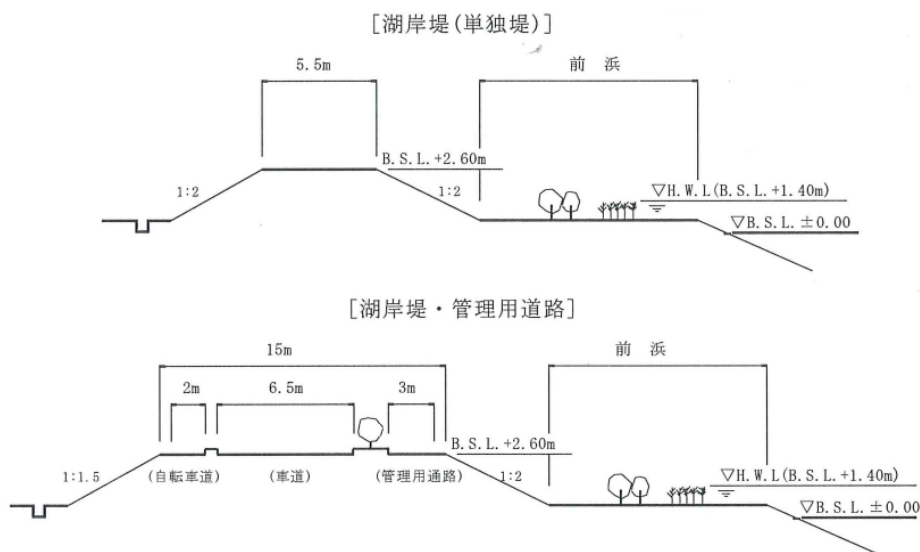 [湖岸堤(単独堤)]
5.5m
前 浜
B.S.L.+2.60m
1:2
1:2
▽H.W.L(B.S.L.+1.40m)
▽B.S.L.±0.00
[湖岸堤・管理用道路]
15m
前 浜
2m
6.5m
3m
B.S.L.+2.60m
1:1.5
(自転車道)
(車道)
(管理用通路)
1:2
▽H.W.L(B.S.L.+1.40m)
▽B.S.L.±0.00